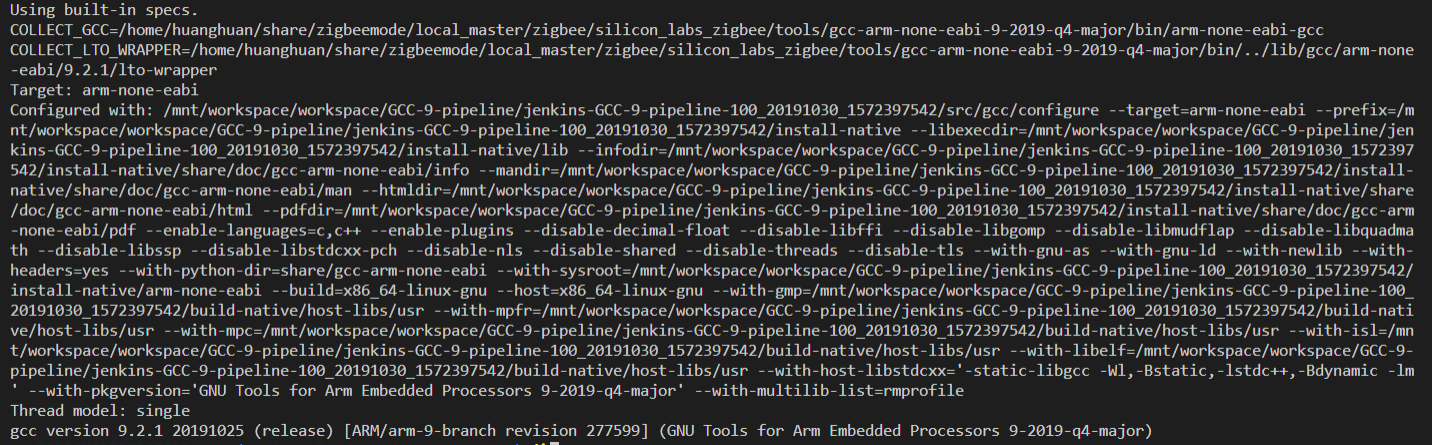 Using built-in specs.
COLLECT_GCC=/home/huanghuan/share/zigbeemode/local_master/zigbee/silicon_labs_zigbee/tools/gcc-arm-none-eabi-9-2019-q4-major/bin/arm-none-eabi-gcc
COLLECT_LTO_WRAPPER=/home/huanghuan/share/zigbeemode/local_master/zigbee/silicon_labs_zigbee/tools/gcc-arm-none-eabi-9-2019-q4-major/bin/../lib/gcc/arm-none
-eabi/9.2.1/lto-wrapper
Target: arm-none-eabi
Configured with: /mnt/workspace/workspace/GCC-9-pipeline/jenkins-GCC-9-pipeline-100_20191030_1572397542/src/gcc/configure --target=arm-none-eabi --prefix=/m
nt/workspace/workspace/GCC-9-pipeline/jenkins-GCC-9-pipeline-100_20191030_1572397542/install-native --libexecdir=/mnt/workspace/workspace/GCC-9-pipeline/jen
kins-GCC-9-pipeline-100_20191030_1572397542/install-native/lib --infodir=/mnt/workspace/workspace/GCC-9-pipeline/jenkins-GCC-9-pipeline-100_20191030_1572397
542/install-native/share/doc/gcc-arm-none-eabi/info --mandir=/mnt/workspace/workspace/GCC-9-pipeline/jenkins-GCC-9-pipeline-100_20191030_1572397542/install-
native/share/doc/gcc-arm-none-eabi/man --htmldir=/mnt/workspace/workspace/GCC-9-pipeline/jenkins-GCC-9-pipeline-100_20191030_1572397542/install-native/share
/doc/gcc-arm-none-eabi/html --pdfdir=/mnt/workspace/workspace/GCC-9-pipeline/jenkins-GCC-9-pipeline-100_20191030_1572397542/install-native/share/doc/gcc-arm
-none-eabi/pdf --enable-languages=c,c++ --enable-plugins --disable-decimal-float --disable-libffi --disable-libgomp --disable-libmudflap --disable-libquadma
th --disable-libssp --disable-libstdcxx-pch --disable-nls --disable-shared --disable-threads --disable-tls --with-gnu-as --with-gnu-ld --with-newlib --with-
headers=yes --with-python-dir=share/gcc-arm-none-eabi --with-sysroot=/mnt/workspace/workspace/GCC-9-pipeline/jenkins-GCC-9-pipeline-100_20191030_1572397542/
install-native/arm-none-eabi --build=x86_64-linux-gnu --host=x86_64-linux-gnu --with-gmp=/mnt/workspace/workspace/GCC-9-pipeline/jenkins-GCC-9-pipeline-100_
20191030_1572397542/build-native/host-libs/usr --with-mpfr=/mnt/workspace/workspace/GCC-9-pipeline/jenkins-GCC-9-pipeline-100_20191030_1572397542/build-nati
ve/host-libs/usr --with-mpc=/mnt/workspace/workspace/GCC-9-pipeline/jenkins-GCC-9-pipeline-100_20191030_1572397542/build-native/host-libs/usr --with-isl=/mn
t/workspace/workspace/GCC-9-pipeline/jenkins-GCC-9-pipeline-100_20191030_1572397542/build-native/host-libs/usr --with-libelf=/mnt/workspace/workspace/GCC-9-
pipeline/jenkins-GCC-9-pipeline-100_20191030_1572397542/build-native/host-libs/usr --with-host-libstdcxx='-static-libgcc -Wl,-Bstatic,-lstdc++,-Bdynamic -lm
' --with-pkgversion='GNU Tools for Arm Embedded Processors 9-2019-q4-major' --with-multilib-list=rmprofile
Thread model: single
gcc version 9.2.1 20191025 (release) [ARM/arm-9-branch revision 277599] (GNU Tools for Arm Embedded Processors 9-2019-q4-major)